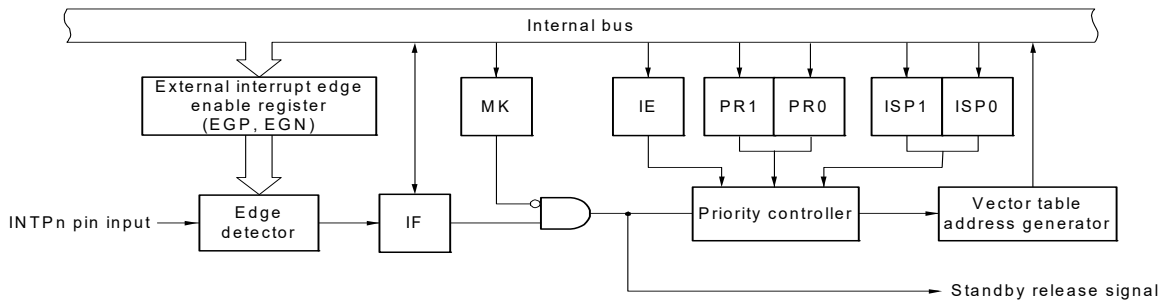 Internal bus
External interrupt edge
enable register
(EGP, EGN)
MK
IE
PR1
PR0
ISP1
ISP0
INTPn pin input
Edge
detector
IF
Priority controller
Vector table
address generator
Standby release signal